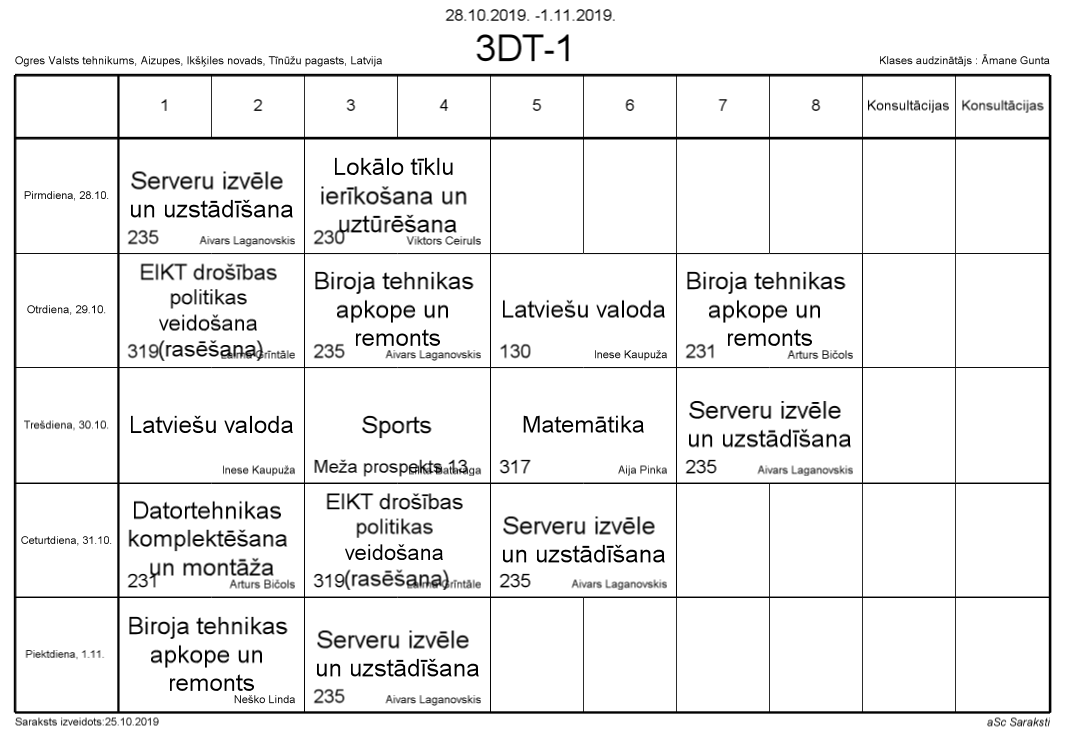 28.10.2019. -1.11.2019.
3DT-1
Ogres Valsts tehnikums, Aizupes, Ikšķiles novads, Tīnūžu pagasts, Latvija
Klases audzinātājs : Āmane Gunta
1 2 3 4 5 6 7 8 Konsultācijas Konsultācijas
Pirmdiena, 28.10.
Serveru izvēle
un uzstādīšana
235 Aivars Laganovskis
Lokālo tīklu
ierīkošana un
uzturēšana
230 Viktors Ceiruls
Otrdiena, 29.10.
EIKT drošības
politikas
veidošana
(rasēšana)
319 Laima Grīntāle
Biroja tehnikas
apkope un
remonts
235 Aivars Laganovskis
Latviešu valoda
130 Inese Kaupuža
Biroja tehnikas
apkope un
remonts
231 Arturs Bičols
Trešdiena, 30.10.
Latviešu valoda
Inese Kaupuža
Sports
Meža prospekts 13 Bataraga
Matemātika
317 Aija Pinka
Serveru izvēle
un uzstādīšana
235 Aivars Laganovskis
Ceturtdiena, 31.10.
Datortehnikas
komplektēšana
un montāža
231 Arturs Bičols
EIKT drošības
politikas
veidošana
(rasēšana)
319 Laima Grīntāle
Serveru izvēle
un uzstādīšana
235 Aivars Laganovskis
Piektdiena, 1.11.
Biroja tehnikas
apkope un
remonts
Neško Linda
Serveru izvēle
un uzstādīšana
235 Aivars Laganovskis
Saraksts izveidots:25.10.2019
aSc Saraksti